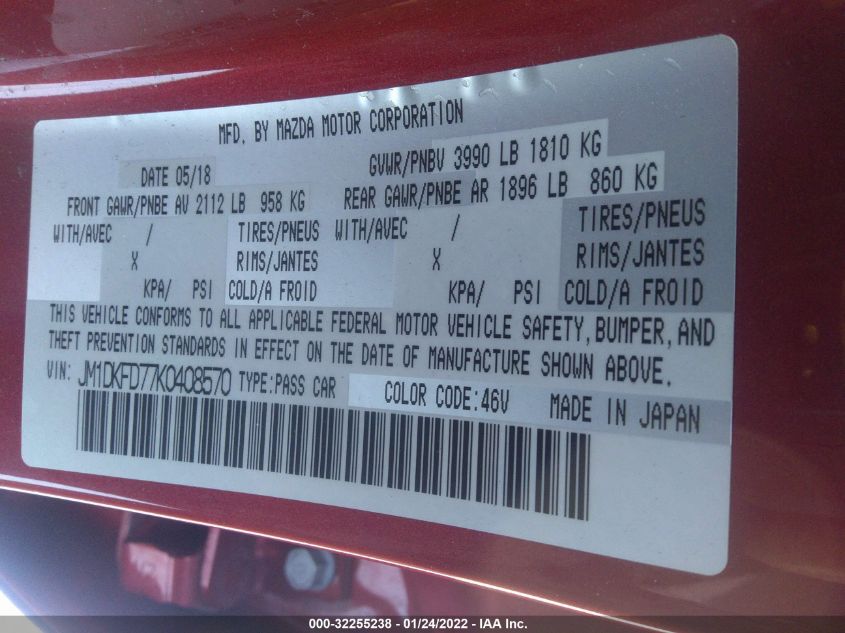 MFD. BY MAZDA MOTOR CORPORATION
DATE 05/18 GVWR/PNBV 3990 LB 1810 KG
FRONT GAWR/PNBE AV 2112 LB 958 KG REAR GAWR/PNBE AR 1896 LB 860 KG
WITH/AVEC / TIRES/PNEUS WITH/AVEC / TIRES/PNEUS
X RIMS/JANTES X RIMS/JANTES
KPA/ PSI COLD/A FROID KPA/ PSI COLD/A FROID
THIS VEHICLE CONFORMS TO ALL APPLICABLE FEDERAL MOTOR VEHICLE SAFETY, BUMPER, AND
THEFT PREVENTION STANDARDS IN EFFECT ON THE DATE OF MANUFACTURE SHOWN ABOVE.
VIN: JM1DKFD77K0408570 TYPE:PASS CAR COLOR CODE:46V MADE IN JAPAN
000-32255238 - 01/24/2022 - IAA Inc.